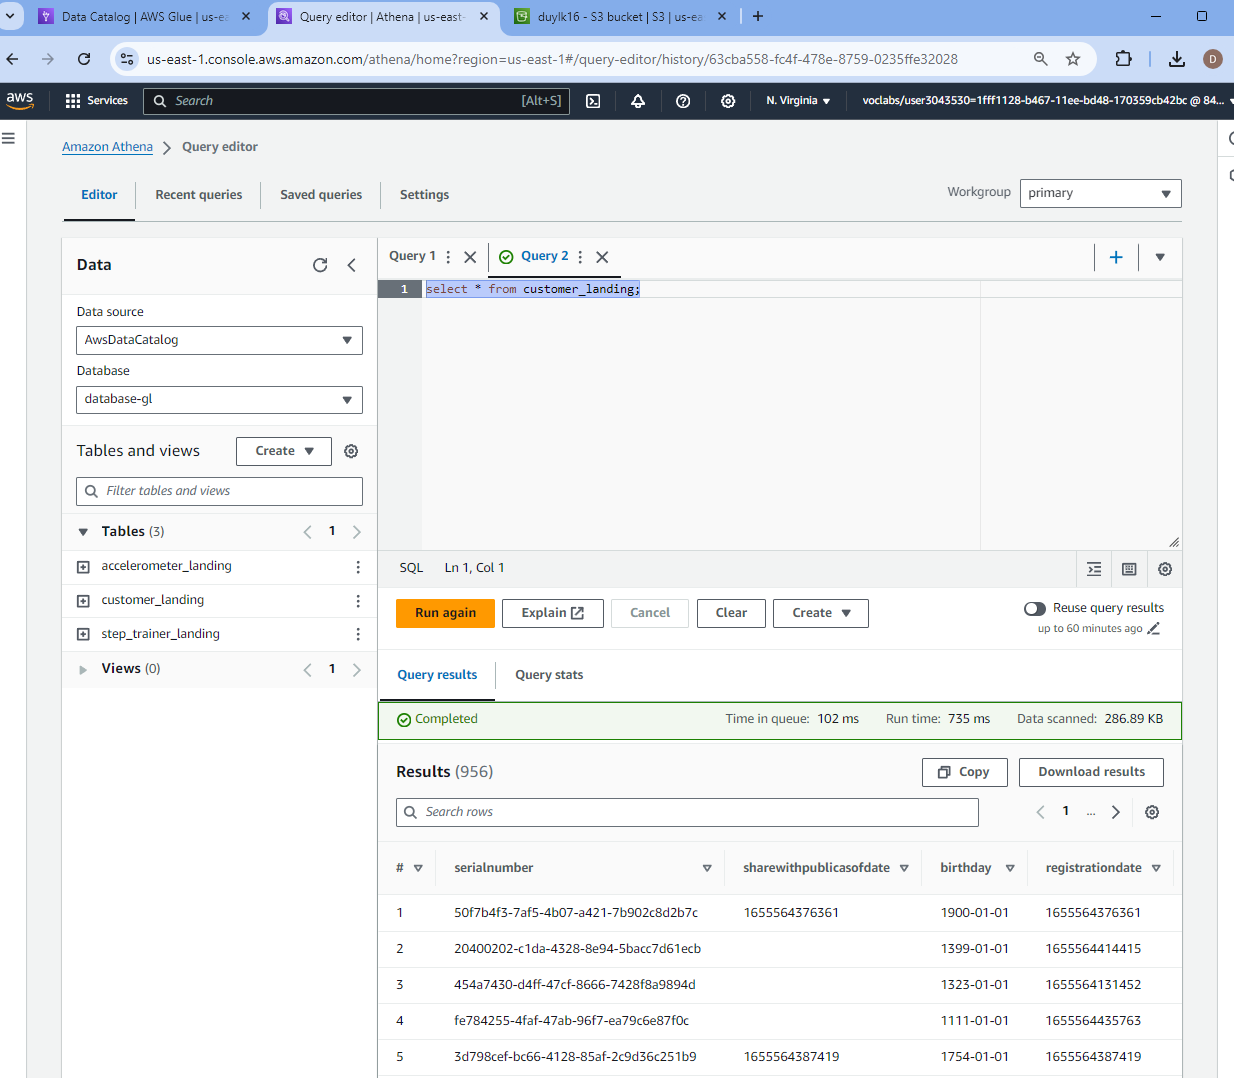 Data Catalog | AWS Glue | us-ea
Query editor | Athena | us-east-
duylk16 - S3 bucket | S3 | us-ea
us-east-1.console.aws.amazon.com/athena/home?region=us-east-1#/query-editor/history/63cba558-fc4f-478e-8759-0235ffe32028
D
aws
Services
Search
[Alt+S]
N. Virginia
voclabs/user3043530=1fff1128-b467-11ee-bd48-170359cb42bc @ 84...
Amazon Athena
Query editor
Editor
Recent queries
Saved queries
Settings
Workgroup
primary
Data
Data source
AwsDataCatalog
Database
database-gl
Tables and views
Create
Filter tables and views
Tables (3)
1
accelerometer_landing
customer_landing
step_trainer_landing
Views (0)
1
Query 1
Query 2
1
select * from customer_landing;
SQL
Ln 1, Col 1
Run again
Explain
Cancel
Clear
Create
Reuse query results
up to 60 minutes ago
Query results
Query stats
Completed
Time in queue: 102 ms
Run time: 735 ms
Data scanned: 286.89 KB
Results (956)
Copy
Download results
Search rows
1
...
# serialnumber sharewithpublicasofdate birthday registrationdate
1 50f7b4f3-7af5-4b07-a421-7b902c8d2b7c 1655564376361 1900-01-01 1655564376361
2 20400202-c1da-4328-8e94-5bacc7d61ecb 1399-01-01 1655564414415
3 454a7430-d4ff-47cf-8666-7428f8a9894d 1323-01-01 1655564131452
4 fe784255-4faf-47ab-96f7-ea79c6e87f0c 1111-01-01 1655564435763
5 3d798cef-bc66-4128-85af-2c9d36c251b9 1655564387419 1754-01-01 1655564387419